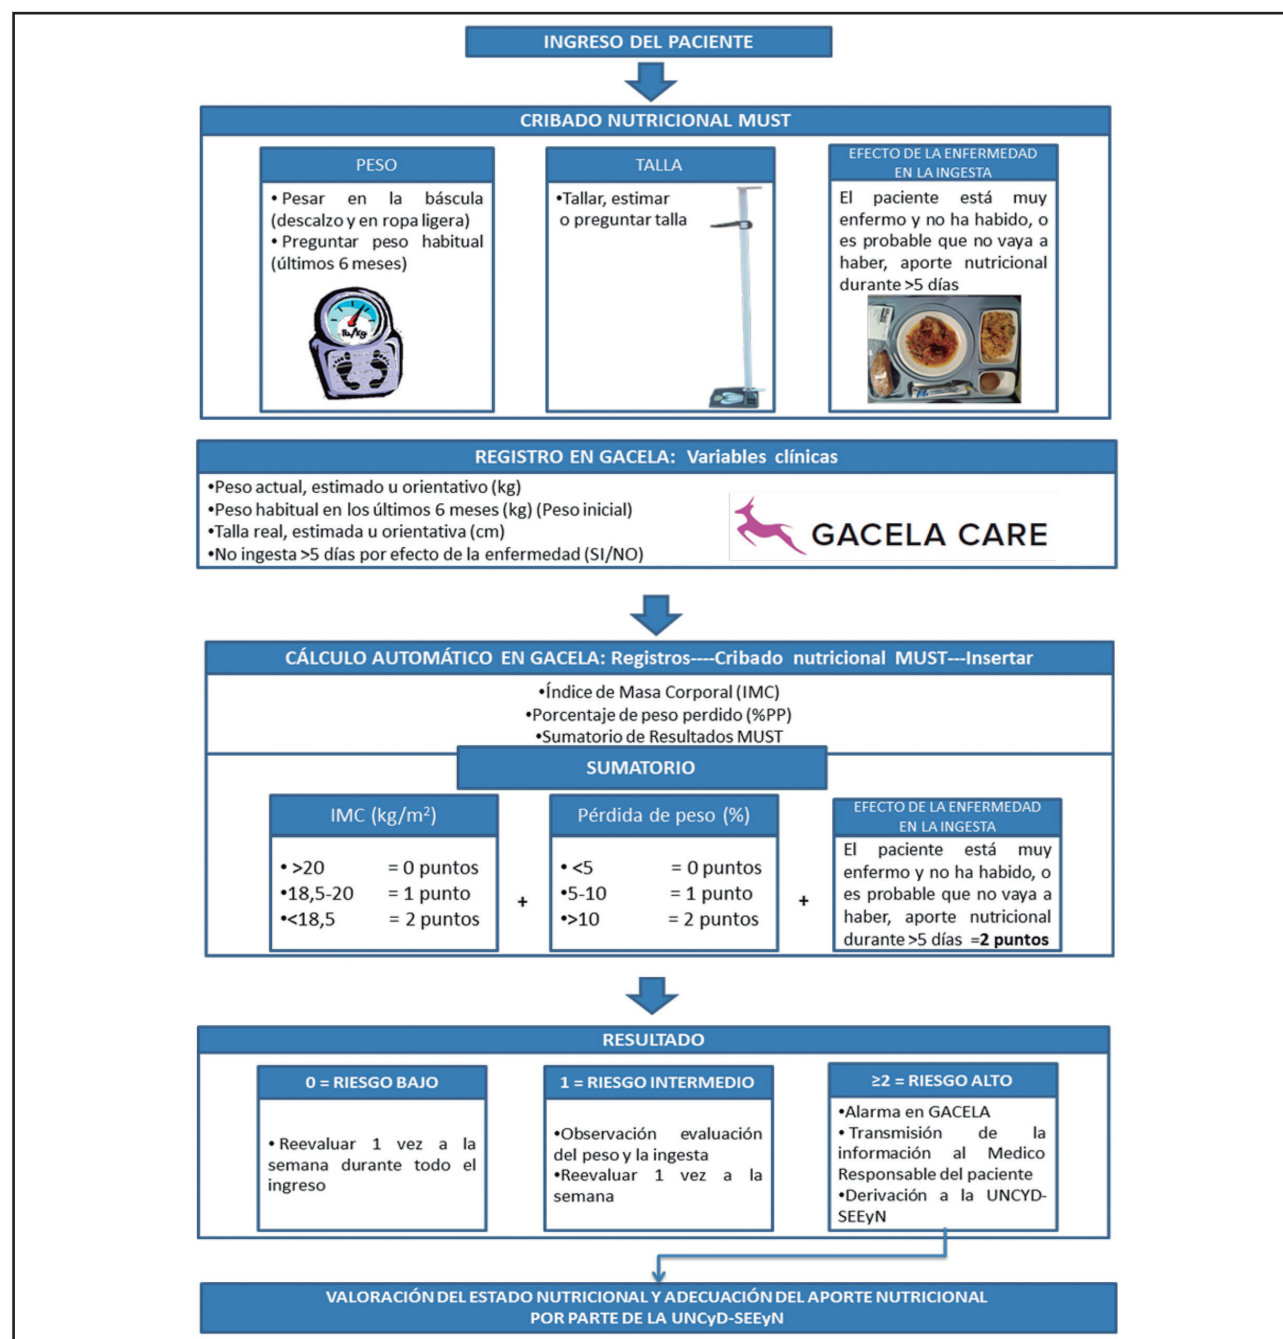 INGRESO DEL PACIENTE
CRIBADO NUTRICIONAL MUST
PESO
• Pesar en la báscula
(descalzo y en ropa ligera)
• Preguntar peso habitual
(últimos 6 meses)
TALLA
•Tallar, estimar
o preguntar talla
EFECTO DE LA ENFERMEDAD
EN LA INGESTA
El paciente está muy
enfermo y no ha habido, o
es probable que no vaya a
haber, aporte nutricional
durante >5 días
REGISTRO EN GACELA: Variables clínicas
•Peso actual, estimado u orientativo (kg)
•Peso habitual en los últimos 6 meses (kg) (Peso inicial)
•Talla real, estimada u orientativa (cm)
•No ingesta >5 días por efecto de la enfermedad (SI/NO)
GACELA CARE
CÁLCULO AUTOMÁTICO EN GACELA: Registros----Cribado nutricional MUST---Insertar
•Índice de Masa Corporal (IMC)
•Porcentaje de peso perdido (%PP)
•Sumatorio de Resultados MUST
SUMATORIO
IMC (kg/m²)
• >20 = 0 puntos
•18,5-20 = 1 punto
•<18,5 = 2 puntos
+
Pérdida de peso (%)
• <5 = 0 puntos
•5-10 = 1 punto
•>10 = 2 puntos
+
EFECTO DE LA ENFERMEDAD
EN LA INGESTA
El paciente está muy
enfermo y no ha habido, o
es probable que no vaya a
haber, aporte nutricional
durante >5 días =2 puntos
RESULTADO
0 = RIESGO BAJO
• Reevaluar 1 vez a la
semana durante todo el
ingreso
1 = RIESGO INTERMEDIO
•Observación evaluación
del peso y la ingesta
•Reevaluar 1 vez a la
semana
≥2 = RIESGO ALTO
•Alarma en GACELA
• Transmisión de la
información al Medico
Responsable del paciente
•Derivación a la UNCYD-
SEEyN
VALORACIÓN DEL ESTADO NUTRICIONAL Y ADECUACIÓN DEL APORTE NUTRICIONAL
POR PARTE DE LA UNCyD-SEEyN